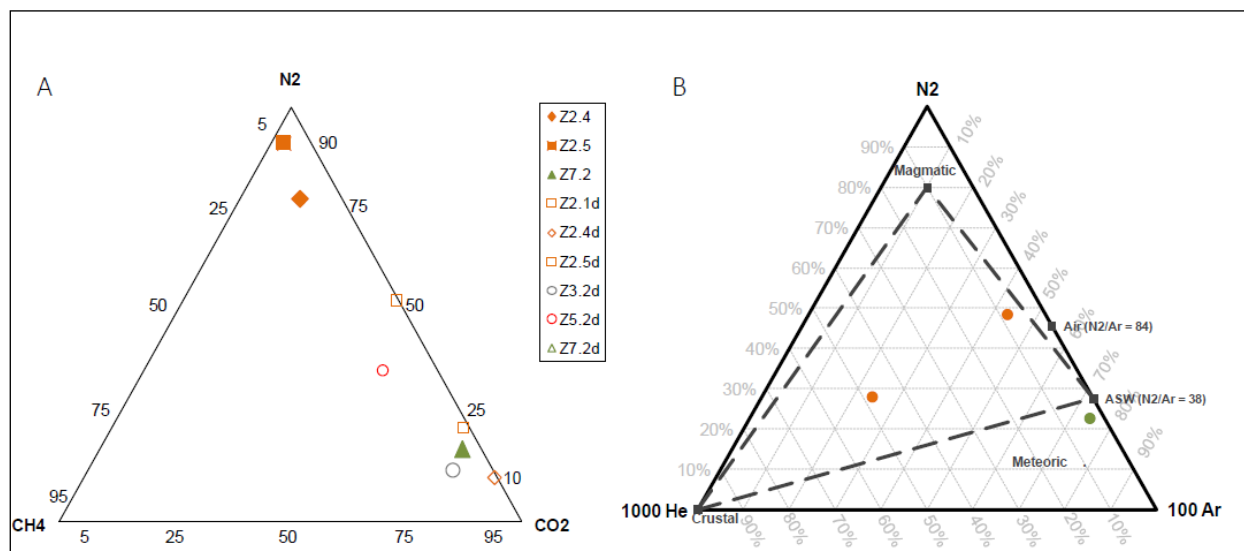 A
N2
5
90
25
75
50
50
75
25
95
10
CH4
CO2
5
25
50
75
95
Z2.4
Z2.5
Z7.2
Z2.1d
Z2.4d
Z2.5d
Z3.2d
Z5.2d
Z7.2d
B
N2
90%
10%
Magmatic
80%
20%
70%
30%
60%
40%
50%
50%
Air (N2/Ar = 84)
60%
40%
70%
30%
ASW (N2/Ar = 38)
80%
20%
90%
Meteoric
10%
1000 He
Crustal
100 Ar
90%
80%
70%
60%
50%
40%
30%
20%
10%